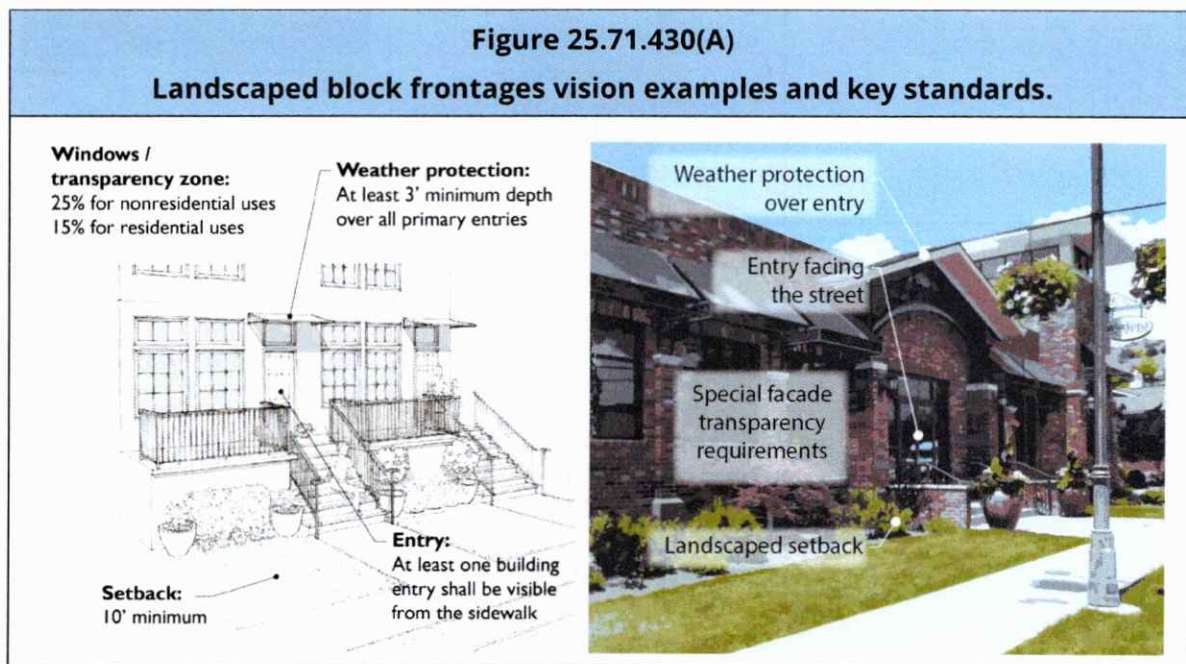 Figure 25.71.430(A)
Landscaped block frontages vision examples and key standards.
Windows /
transparency zone:
25% for nonresidential uses
15% for residential uses
Weather protection:
At least 3' minimum depth
over all primary entries
Entry:
At least one building
entry shall be visible
from the sidewalk
Setback:
10' minimum
Weather protection
over entry
Entry facing
the street
Special facade
transparency
requirements
Landscaped setback